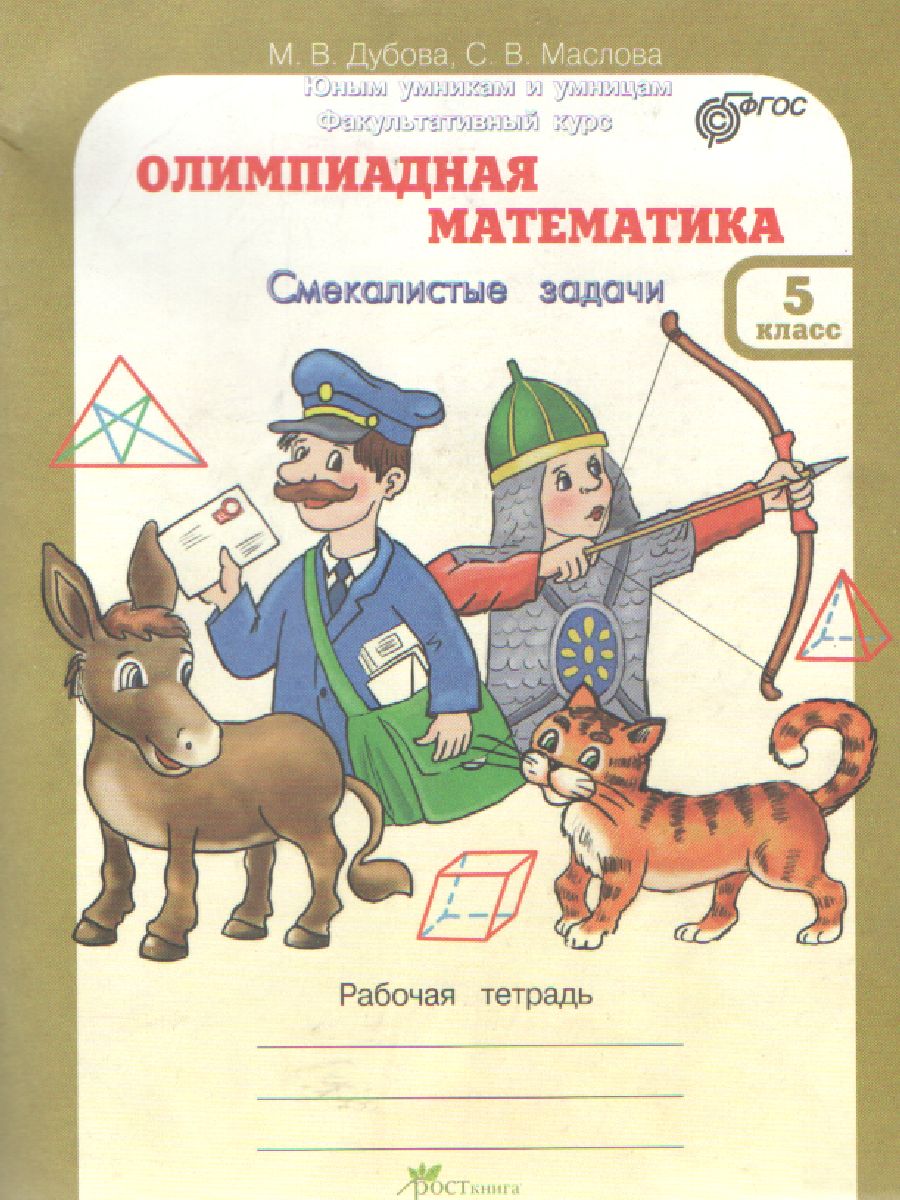 М. В. Дубова, С. В. Маслова
Юным умникам и умницам
Факультативный курс
ФГОС
ОЛИМПИАДНАЯ
МАТЕМАТИКА
Смекалистые задачи
5
класс
Рабочая тетрадь
РОСТкнига